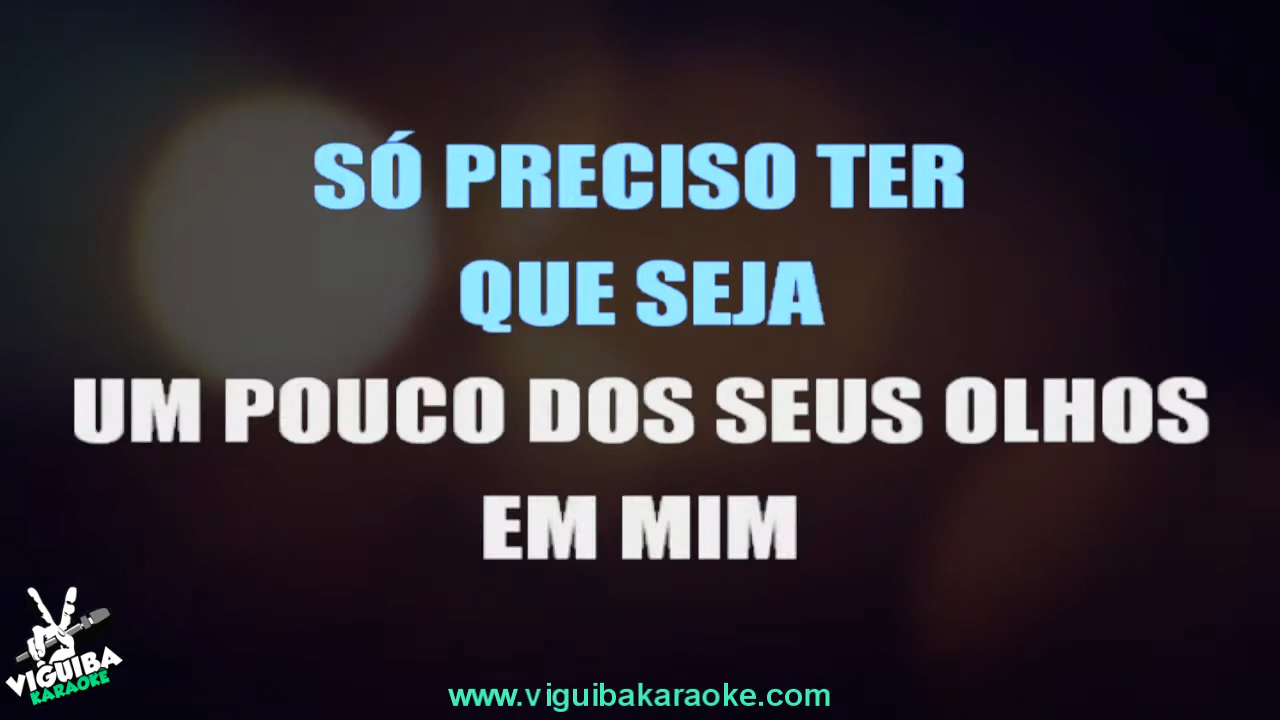 SÓ PRECISO TER
QUE SEJA
UM POUCO DOS SEUS OLHOS
EM MIM
VIGUIBA
KARAOKE
www.viguibakaraoke.com